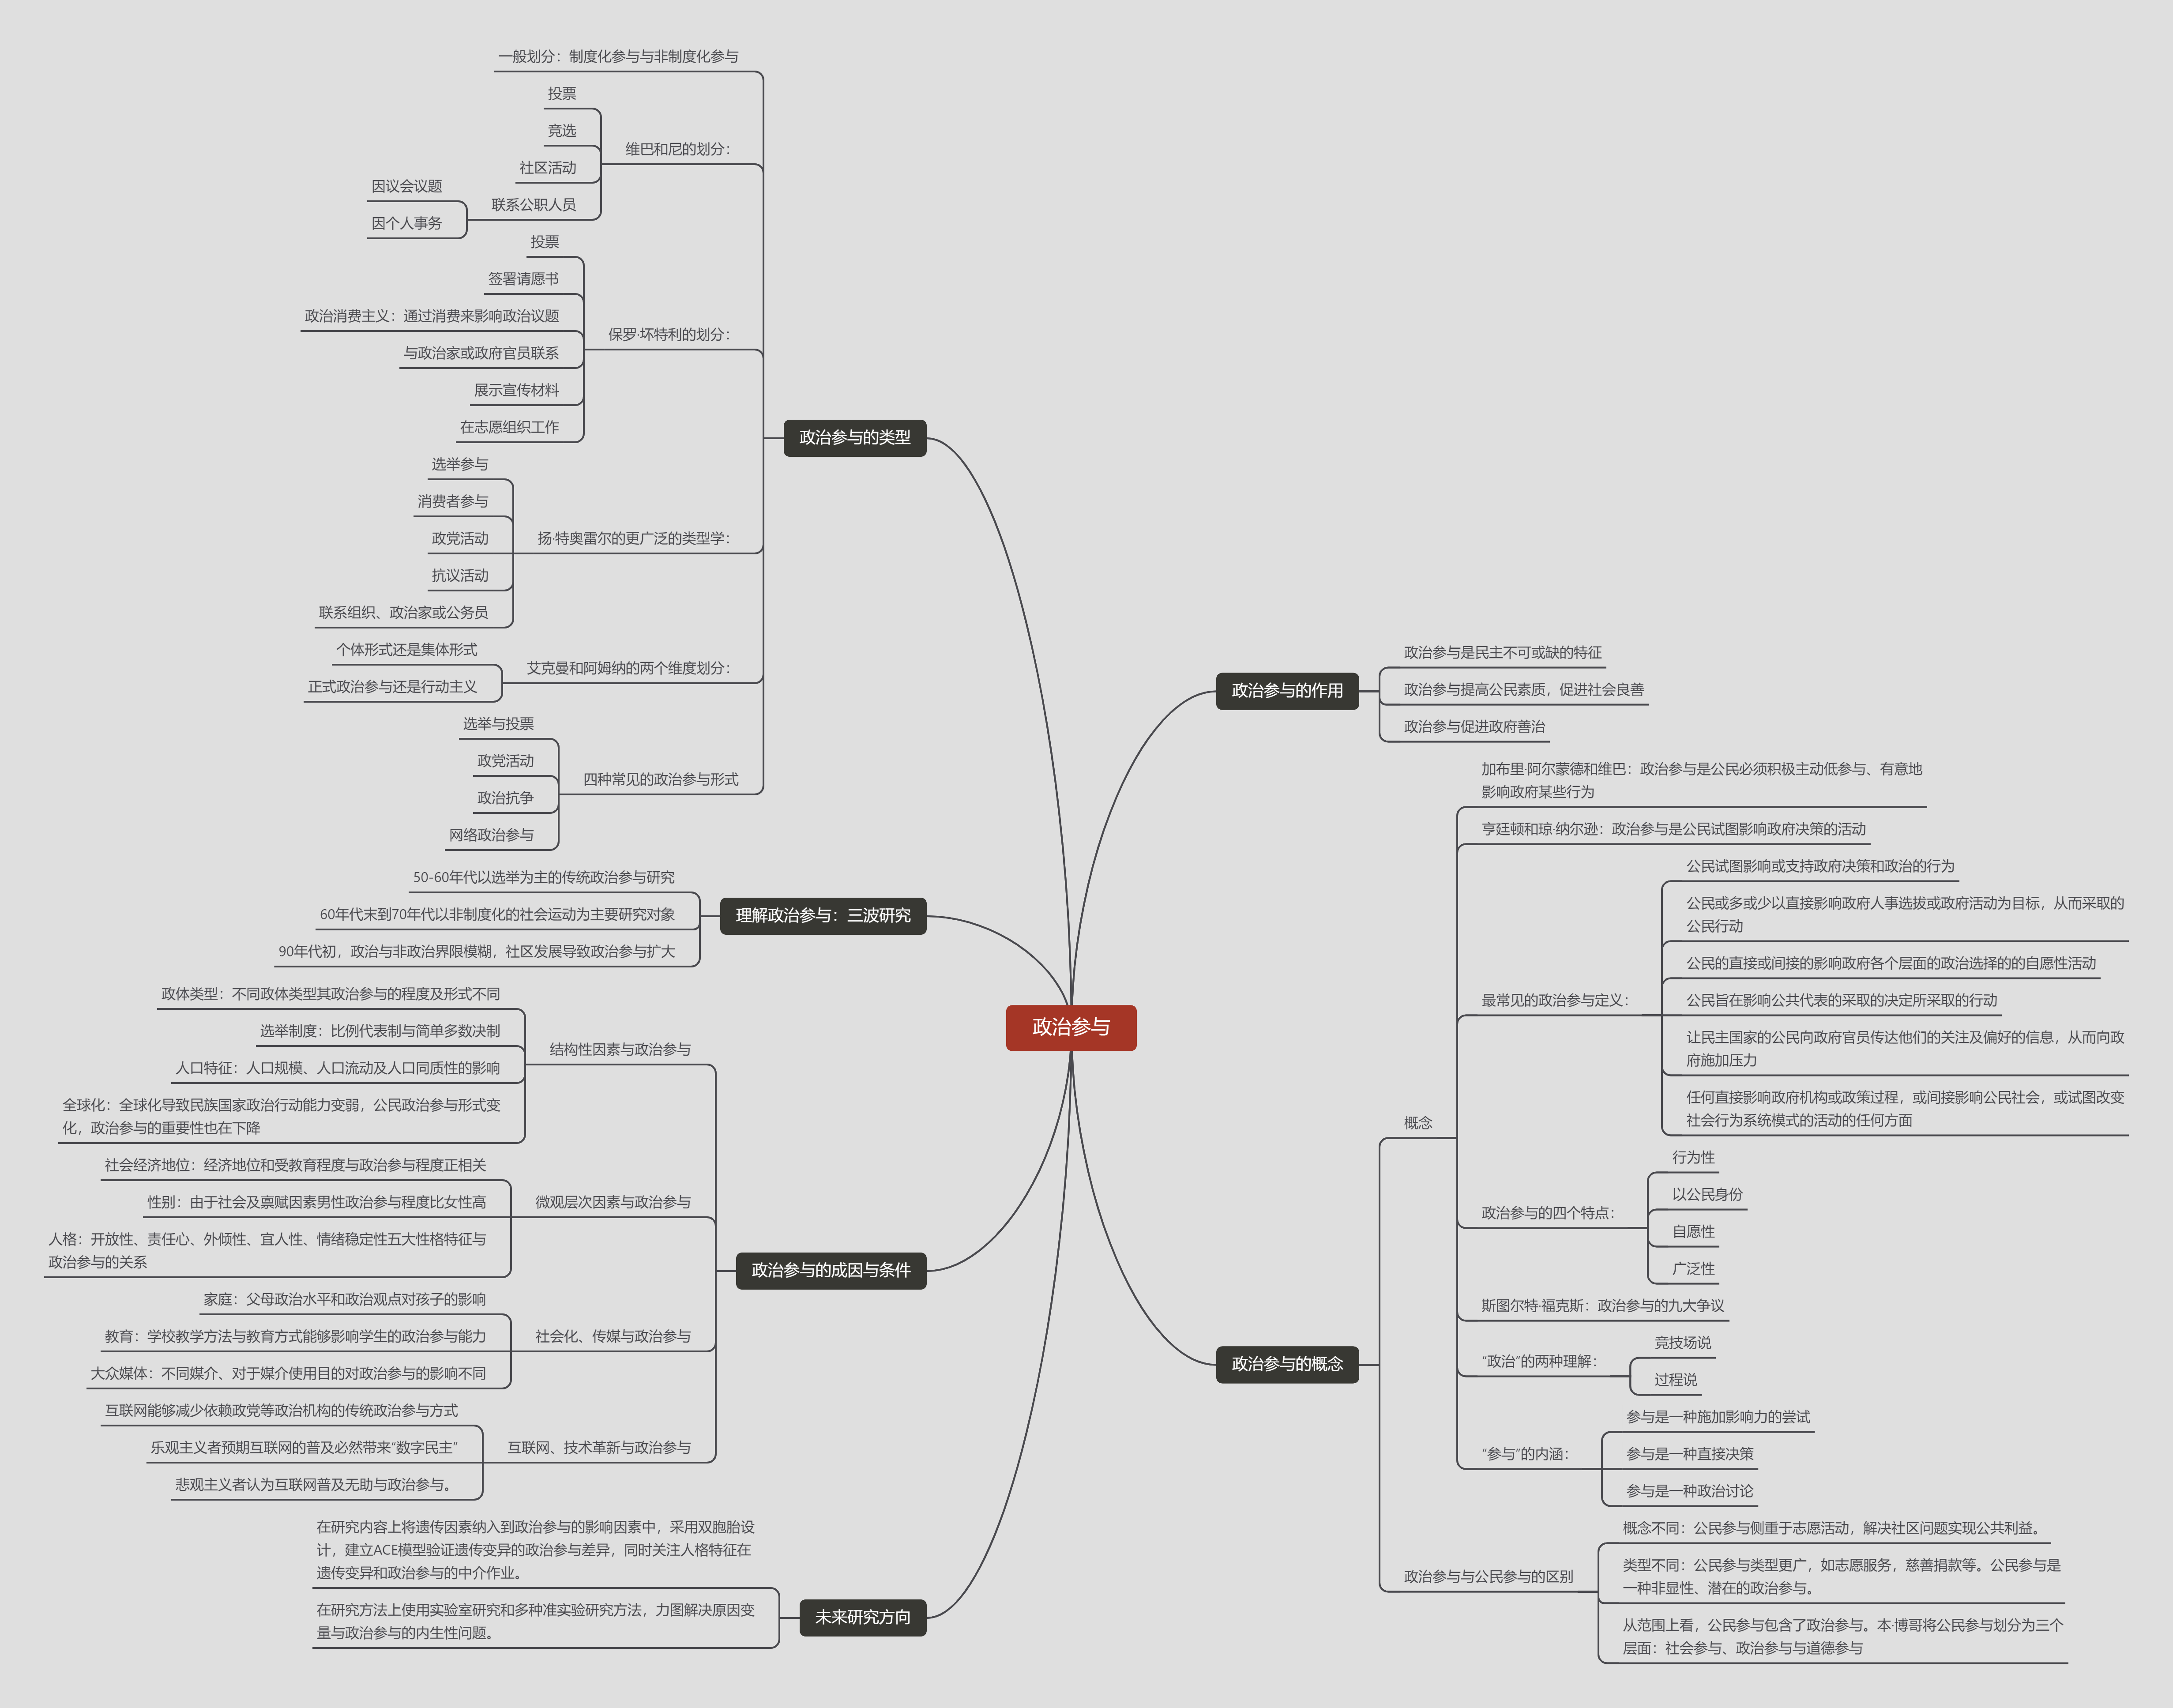 政治参与
政治参与的作用
政治参与是民主不可或缺的特征
政治参与提高公民素质，促进社会良善
政治参与促进政府善治
政治参与的概念
概念
加布里·阿尔蒙德和维巴：政治参与是公民必须积极主动低参与、有意地
影响政府某些行为
亨廷顿和琼·纳尔逊：政治参与是公民试图影响政府决策的活动
最常见的政治参与定义：
公民试图影响或支持政府决策和政治的行为
公民或多或少以直接影响政府人事选拔或政府活动为目标，从而采取的
公民行动
公民的直接或间接的影响政府各个层面的政治选择的的自愿性活动
公民旨在影响公共代表的采取的决定所采取的行动
让民主国家的公民向政府官员传达他们的关注及偏好的信息，从而向政
府施加压力
任何直接影响政府机构或政策过程，或间接影响公民社会，或试图改变
社会行为系统模式的活动的任何方面
政治参与的四个特点：
行为性
以公民身份
自愿性
广泛性
斯图尔特·福克斯：政治参与的九大争议
“政治”的两种理解：
竞技场说
过程说
“参与”的内涵：
参与是一种施加影响力的尝试
参与是一种直接决策
参与是一种政治讨论
政治参与与公民参与的区别
概念不同：公民参与侧重于志愿活动，解决社区问题实现公共利益。
类型不同：公民参与类型更广，如志愿服务，慈善捐款等。公民参与是
一种非显性、潜在的政治参与。
从范围上看，公民参与包含了政治参与。本·博哥将公民参与划分为三个
层面：社会参与、政治参与与道德参与
政治参与的类型
一般划分：制度化参与与非制度化参与
维巴和尼的划分：
投票
竞选
社区活动
联系公职人员
因议会议题
因个人事务
保罗·坏特利的划分：
投票
签署请愿书
政治消费主义：通过消费来影响政治议题
与政治家或政府官员联系
展示宣传材料
在志愿组织工作
扬·特奥雷尔的更广泛的类型学：
选举参与
消费者参与
政党活动
抗议活动
联系组织、政治家或公务员
艾克曼和阿姆纳的两个维度划分：
个体形式还是集体形式
正式政治参与还是行动主义
四种常见的政治参与形式
选举与投票
政党活动
政治抗争
网络政治参与
理解政治参与：三波研究
50-60年代以选举为主的传统政治参与研究
60年代末到70年代以非制度化的社会运动为主要研究对象
90年代初，政治与非政治界限模糊，社区发展导致政治参与扩大
政治参与的成因与条件
结构性因素与政治参与
政体类型：不同政体类型其政治参与的程度及形式不同
选举制度：比例代表制与简单多数决制
人口特征：人口规模、人口流动及人口同质性的影响
全球化：全球化导致民族国家政治行动能力变弱，公民政治参与形式变
化，政治参与的重要性也在下降
微观层次因素与政治参与
社会经济地位：经济地位和受教育程度与政治参与程度正相关
性别：由于社会及禀赋因素男性政治参与程度比女性高
人格：开放性、责任心、外倾性、宜人性、情绪稳定性五大性格特征与
政治参与的关系
社会化、传媒与政治参与
家庭：父母政治水平和政治观点对孩子的影响
教育：学校教学方法与教育方式能够影响学生的政治参与能力
大众媒体：不同媒介、对于媒介使用目的对政治参与的影响不同
互联网、技术革新与政治参与
互联网能够减少依赖政党等政治机构的传统政治参与方式
乐观主义者预期互联网的普及必然带来“数字民主”
悲观主义者认为互联网普及无助与政治参与。
未来研究方向
在研究内容上将遗传因素纳入到政治参与的影响因素中，采用双胞胎设
计，建立ACE模型验证遗传变异的政治参与差异，同时关注人格特征在
遗传变异和政治参与的中介作业。
在研究方法上使用实验室研究和多种准实验研究方法，力图解决原因变
量与政治参与的内生性问题。